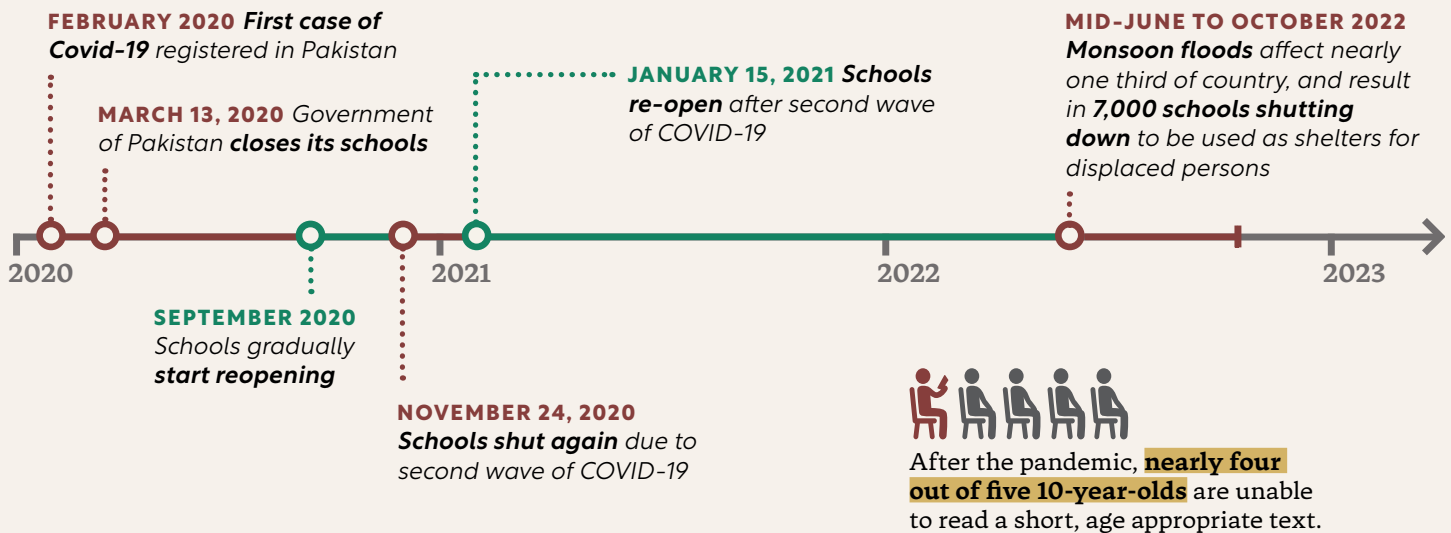 FEBRUARY 2020 First case of
Covid-19 registered in Pakistan
MARCH 13, 2020 Government
of Pakistan closes its schools
JANUARY 15, 2021 Schools
re-open after second wave
of COVID-19
MID-JUNE TO OCTOBER 2022
Monsoon floods affect nearly
one third of country, and result
in 7,000 schools shutting
down to be used as shelters for
displaced persons
2020
2021
2022
2023
SEPTEMBER 2020
Schools gradually
start reopening
NOVEMBER 24, 2020
Schools shut again due to
second wave of COVID-19
After the pandemic, nearly four
out of five 10-year-olds are unable
to read a short, age appropriate text.